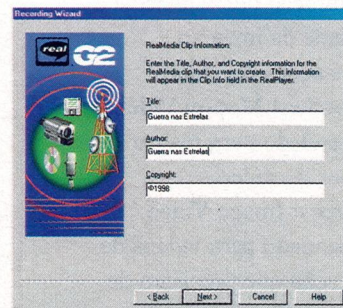 Recording Wizard
real G2
RealMedia Clip Information:
Enter the Title, Author, and Copyright information for the
RealMedia clip that you want to create. This information
will appear in the Clip Info field in the RealPlayer.
Title:
Guerra nas Estrelas
Author:
Guerra nas Estrelas
Copyright:
©1998
< Back Next > Cancel Help